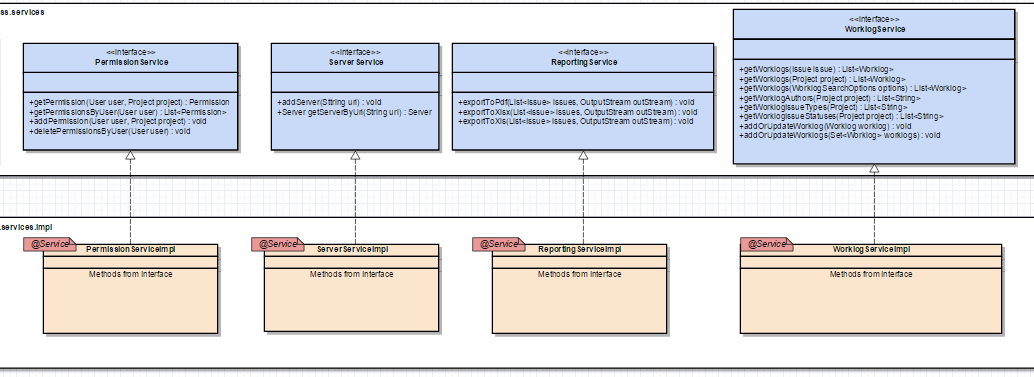 ss.services
<<Interface>>
PermissionService
+getPermission(User user, Project project) : Permission
+getPermissionsByUser(User user) : List<Permission>
+addPermission(User user, Project project) : void
+deletePermissionsByUser(User user) : void
<<Interface>>
ServerService
+addServer(String url) : void
+Server getServerByUrl(String url) : Server
<<Interface>>
ReportingService
+exportToPdf(List<Issue> issues, OutputStream outStream) : void
+exportToXlsx(List<Issue> issues, OutputStream outStream) : void
+exportToXls(List<Issue> issues, OutputStream outStream) : void
<<Interface>>
WorklogService
+getWorklogs(Issue issue) : List<Worklog>
+getWorklogs(Project project) : List<Worklog>
+getWorklogs(WorklogSearchOptions options) : List<Worklog>
+getWorklogAuthors(Project project) : List<String>
+getWorklogIssueTypes(Project) : List<String>
+getWorklogIssueStatuses(Project project) : List<String>
+addOrUpdateWorklog(Worklog worklog) : void
+addOrUpdateWorklogs(Set<Worklog> worklogs) : void
.services.impl
@Service
PermissionServiceImpl
Methods from Interface
@Service
ServerServiceImpl
Methods from Interface
@Service
ReportingServiceImpl
Methods from Interface
@Service
WorklogServiceImpl
Methods from Interface